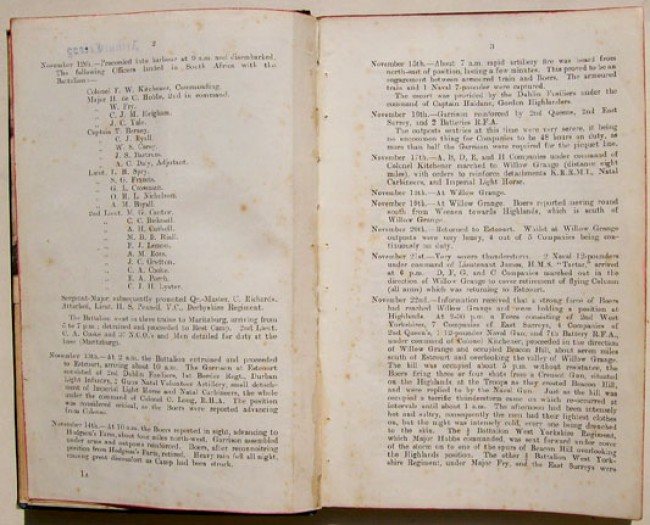 2
November 12th.—Proceeded into harbour at 9 a.m. and disembarked.
The following Officers landed in South Africa with the
Battalion:—
Colonel F. W. Kitchener, Commanding.
Major H. de C. Hobbs, 2nd in command.
" W. Fry.
" C. J. M. Heigham.
" J. C. Yale.
Captain T. Berney.
" C. J. Ryall.
" W. S. Carey.
" J. B. Bartrum.
" A. C. Daly, Adjutant.
Lieut. F. B. Spry.
" S. G. Francis.
" G. L. Crossman.
" O. H. L. Nicholson.
" A. M. Boyall.
2nd Lieut. M. G. Cantor.
" C. C.
" A. H. Cathell.
" M. B. B. Riall.
" F. J. Lemon.
" A. M. Ross.
" J. C. Grettom.
" C. A. Cooke.
" E. A. Porch.
" C. J. H. Lyster.
Sergeant-Major, subsequently promoted Qr.-Master, C. Richards.
Attached, Lieut. H. S. Pennell, V.C., Derbyshire Regiment.
The Battalion went in three trains to Maritzburg, arriving from
5 to 7 p.m.; detrained and proceeded to Rest Camp. 2nd Lieut.
C. A. Cooke and N.C.O's and Men detailed for duty at the
base (Maritzburg).
November 13th.—At 2 a.m. the Battalion entrained and proceeded
to Estcourt, arriving about 10 a.m. The Garrison at Estcourt
consisted of 2nd Dublin Fusiliers, 1st Border Regt., Durban
Light Infantry, 2 Guns Natal Volunteer Artillery, small detach-
ment of Imperial Light Horse and Natal Carbineers, the whole
under the command of Colonel C. Long, R.H.A. The position
was considered critical, as the Boers were reported advancing
from Colenso.
November 14th.—At 10 a.m. the Boers reported in sight, advancing to
Hodgson's Farm, about four miles north-west. Garrison assembled
under arms and outposts reinforced. Boers, after reconnoitring
position from Hodgson's Farm, retired. Heavy rain fell all night,
causing great discomfort as Camp had been struck.
1A
3
November 15th.—About 7 a.m. rapid artillery fire was heard from
north-east of position, lasting a few minutes. This proved to be an
engagement between armoured train and Boers. The armoured
train and 1 Naval 7-pounder were captured.
The escort was provided by the Dublin Fusiliers under the
command of Captain Haldane, Gordon Highlanders.
November 16th.—Garrison reinforced by 2nd Queens, 2nd East
Surrey, and 2 Batteries R.F.A.
The outposts entries at this time very severe, it being
no uncommon thing for Companies to be 48 hours on duty, as
more than half the Garrison were required for the picquet line.
November 17th.—A, B, D, E, and H Companies under command of
Colonel Kitchener marched to Willow Grange (distance eight
miles), with orders to reinforce detachments K.R.R.M.I., Natal
Carbineers, and Imperial Light Horse.
November 18th.—At Willow Grange.
November 19th.—At Willow Grange. Boers reported moving round
south from Weenen towards Highlands, which is south of
Willow Grange.
November 20th.—Returned to Estcourt. Whilst at Willow Grange
outposts were very heavy, 4 out of 5 Companies being con-
tinuously on duty.
November 21st.—Very severe thunderstorm. 2 Naval 12-pounders
under command of Lieutenant James, H.M.S. "Tartar," arrived
at 6 p.m. D, F, G, and C Companies marched out in the
direction of Willow Grange to cover retirement of flying Column
(all arms) which was returning to Estcourt.
November 22nd.—Information received that a strong force of Boers
had reached Willow Grange and were holding a position at
Highlands. At 2-30 p.m. a Force consisting of 2nd West
Yorkshires, 7 Companies of East Surreys, 4 Companies of
2nd Queen's, 1 12-pounder Naval Gun, and 7th Battery R.F.A.,
under command of Colonel Kitchener, proceeded in the direction
of Willow Grange and occupied Beacon Hill, about seven miles
south of Estcourt and overlooking the valley of Willow Grange.
The hill was occupied about 5 p.m. without resistance, the
Boers firing three or four shots from a Creusot Gun, situated
on the Highlands at the Troops as they crested Beacon Hill,
and were replied to by the Naval Gun. Just as the hill was
occupied a terrific thunderstorm came on which re-occurred at
intervals until about 1 a.m. The afternoon had been intensely
hot and sultry, consequently the men had their lightest clothes
on, but the night was intensely cold, every one being drenched
to the skin. The ½ Battalion West Yorkshire Regiment,
which Major Hobbs commanded, was sent forward under cover
of the storm on to one of the spurs of Beacon Hill overlooking
the Highlands position. The other ½ Battalion West York-
shire Regiment, under Major Fry, and the East Surreys were